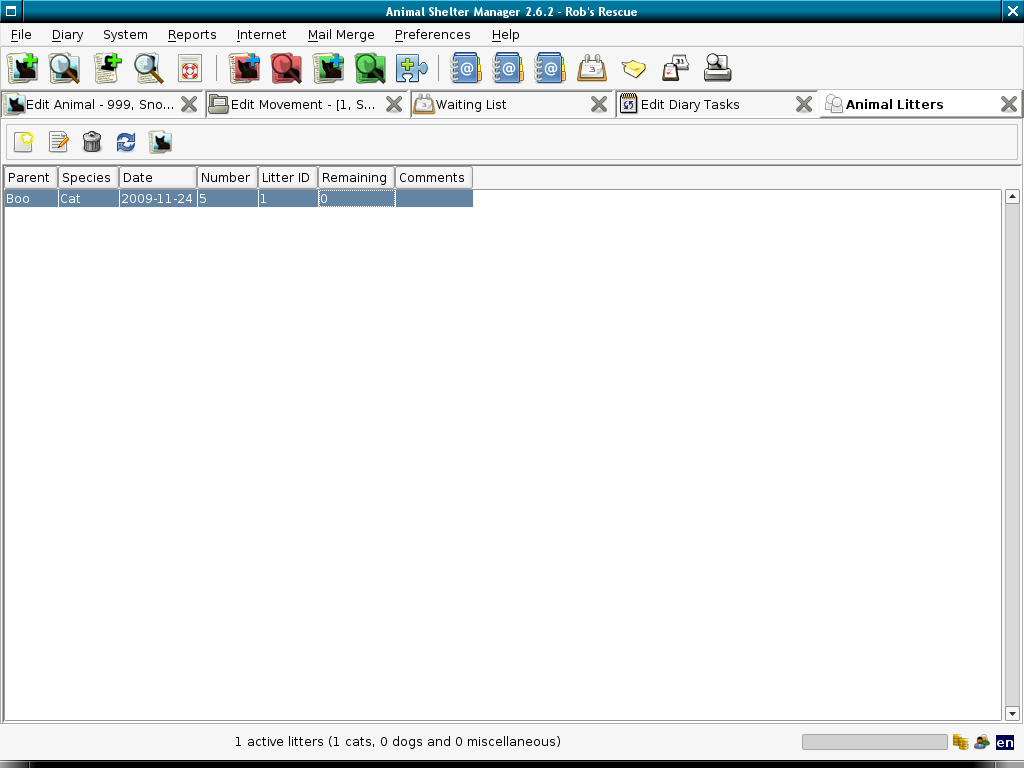 Animal Shelter Manager 2.6.2 - Rob's Rescue
File Diary System Reports Internet Mail Merge Preferences Help
Edit Animal - 999, Sno... Edit Movement - [1, S... Waiting List Edit Diary Tasks Animal Litters
Parent Species Date Number Litter ID Remaining Comments
Boo Cat 2009-11-24 5 1 0
1 active litters (1 cats, 0 dogs and 0 miscellaneous)
en